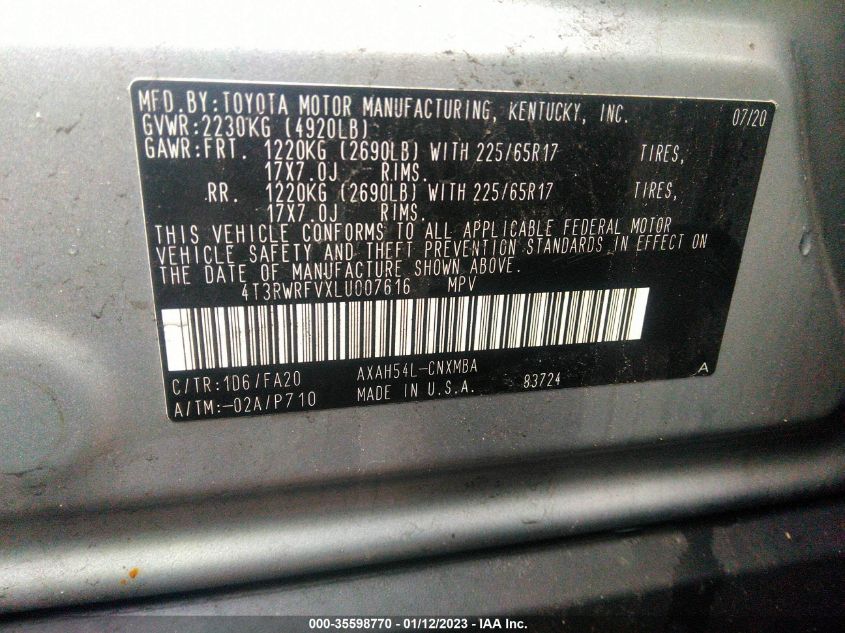 MFD.BY:TOYOTA MOTOR MANUFACTURING, KENTUCKY, INC. 07/20
GVWR:2230KG (4920LB)
GAWR:FRT. 1220KG (2690LB) WITH 225/65R17 TIRES,
17X7.0J RIMS.
RR. 1220KG (2690LB) WITH 225/65R17 TIRES,
17X7.0J RIMS.
THIS VEHICLE CONFORMS TO ALL APPLICABLE FEDERAL MOTOR
VEHICLE SAFETY AND THEFT PREVENTION STANDARDS IN EFFECT ON
THE DATE OF MANUFACTURE SHOWN ABOVE.
4T3RWRFVXLU007616 MPV
C/TR:1D6/FA20 AXAH54L-CNXMBA A
A/TM:-02A/P710 MADE IN U.S.A. 83724
000-35598770 - 01/12/2023 - IAA Inc.